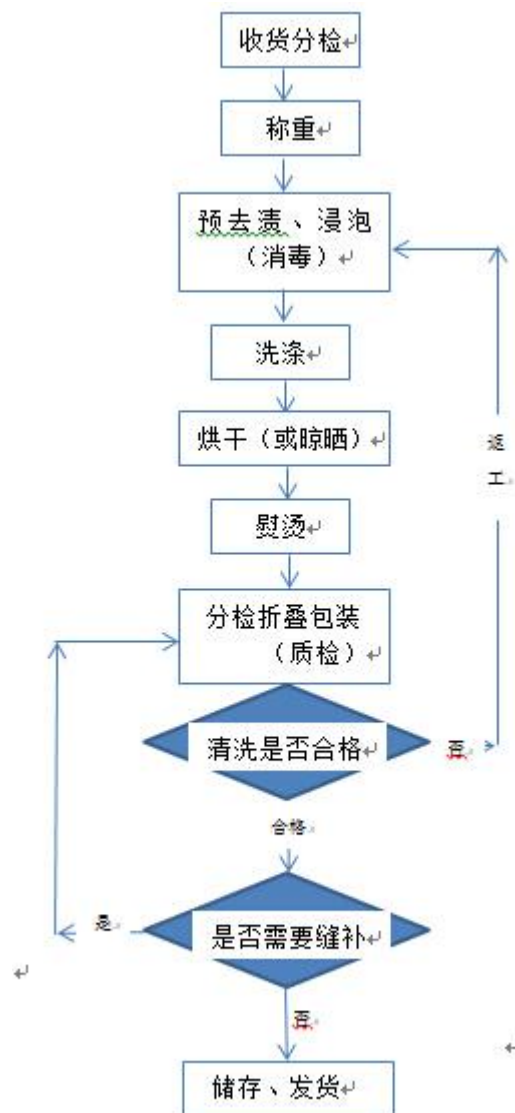 收货分检
称重
预去渍、浸泡
（消毒）
洗涤
烘干（或晾晒）
返
工
熨烫
分检折叠包装
（质检）
清洗是否合格
否
合格
是
是否需要缝补
否
储存、发货